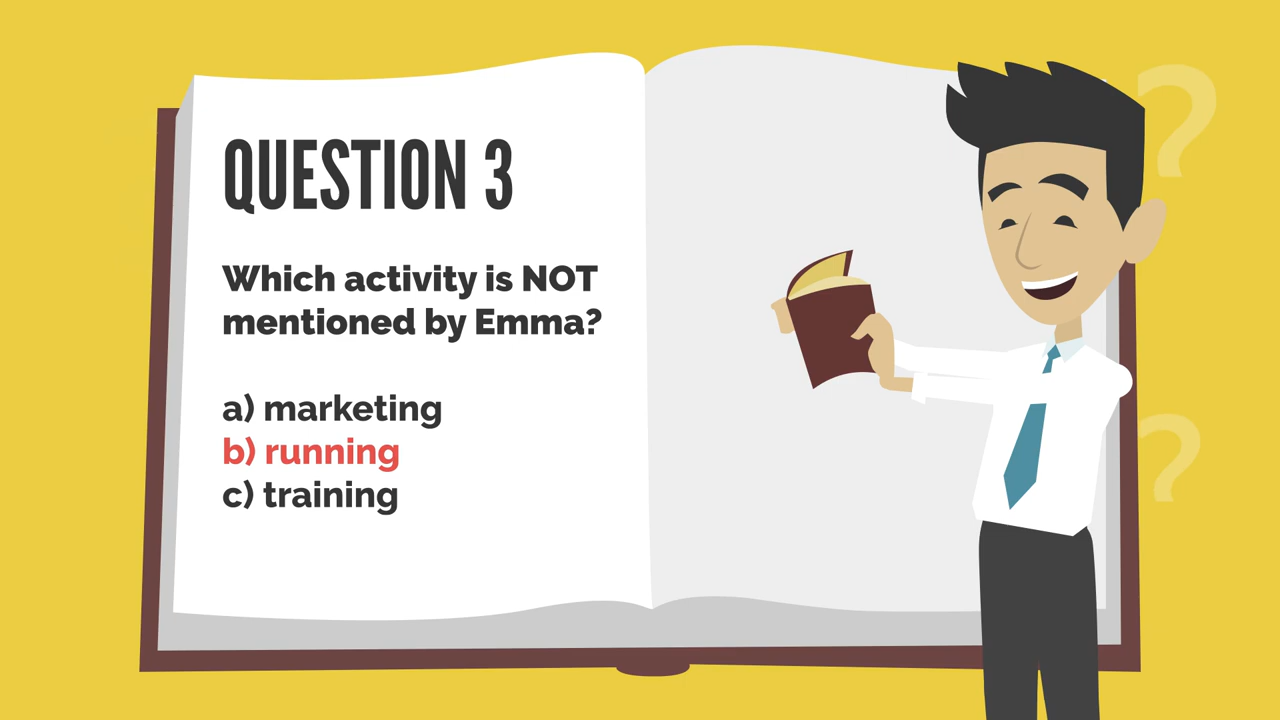 QUESTION 3
Which activity is NOT
mentioned by Emma?
a) marketing
b) running
c) training
?
?